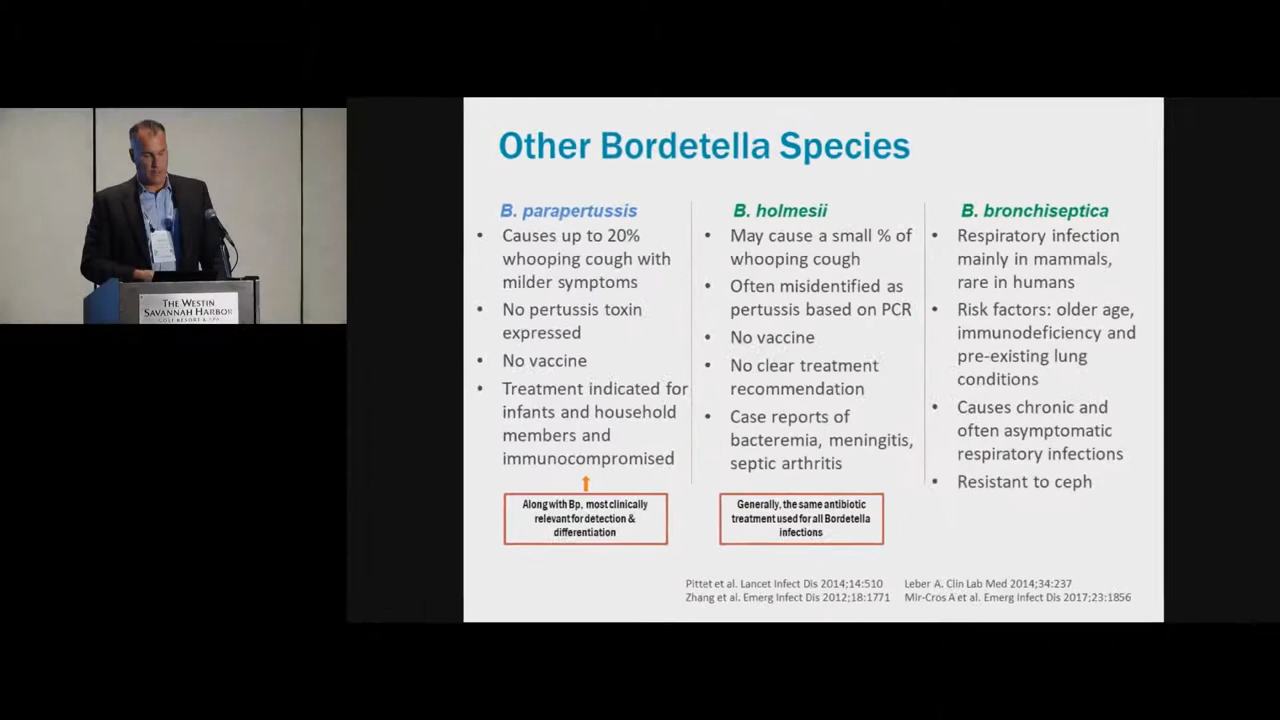 THE WESTIN
SAVANNAH HARBOR
GOLF RESORT & SPA
Other Bordetella Species
B. parapertussis
• Causes up to 20%
whooping cough with
milder symptoms
• No pertussis toxin
expressed
• No vaccine
• Treatment indicated for
infants and household
members and
immunocompromised
Along with Bp, most clinically
relevant for detection &
differentiation
B. holmesii
• May cause a small % of
whooping cough
• Often misidentified as
pertussis based on PCR
• No vaccine
• No clear treatment
recommendation
• Case reports of
bacteremia, meningitis,
septic arthritis
Generally, the same antibiotic
treatment used for all Bordetella
infections
B. bronchiseptica
• Respiratory infection
mainly in mammals,
rare in humans
• Risk factors: older age,
immunodeficiency and
pre-existing lung
conditions
• Causes chronic and
often asymptomatic
respiratory infections
• Resistant to ceph
Pittet et al. Lancet Infect Dis 2014;14:510
Zhang et al. Emerg Infect Dis 2012;18:1771
Leber A. Clin Lab Med 2014;34:237
Mir-Cros A et al. Emerg Infect Dis 2017;23:1856